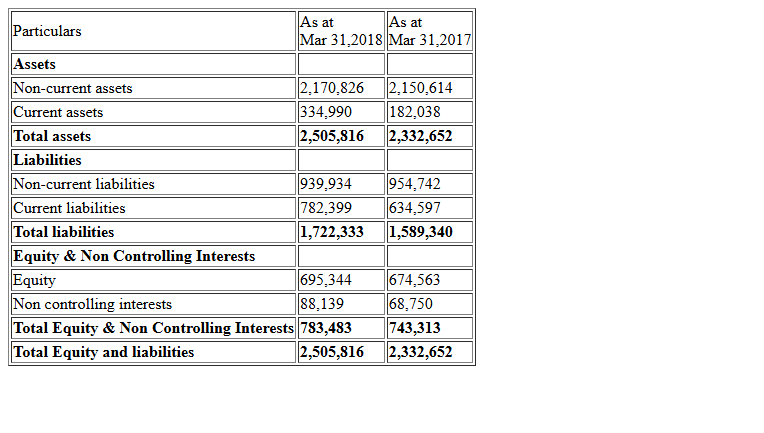 Particulars As at Mar 31,2018 As at Mar 31,2017
Assets
Non-current assets 2,170,826 2,150,614
Current assets 334,990 182,038
Total assets 2,505,816 2,332,652
Liabilities
Non-current liabilities 939,934 954,742
Current liabilities 782,399 634,597
Total liabilities 1,722,333 1,589,340
Equity & Non Controlling Interests
Equity 695,344 674,563
Non controlling interests 88,139 68,750
Total Equity & Non Controlling Interests 783,483 743,313
Total Equity and liabilities 2,505,816 2,332,652